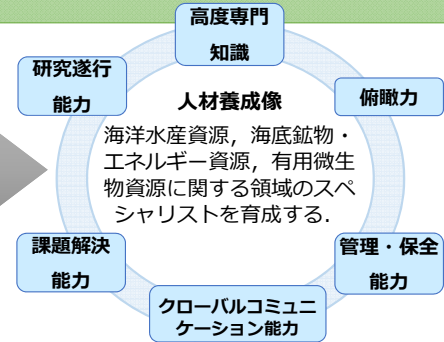 高度専門
知識
研究遂行
能力
俯瞰力
人材養成像
海洋水産資源，海底鉱物・
エネルギー資源，有用微生
物資源に関する領域のスペ
シャリストを育成する．
課題解決
能力
管理・保全
能力
クローバルコミュニ
ケーション能力